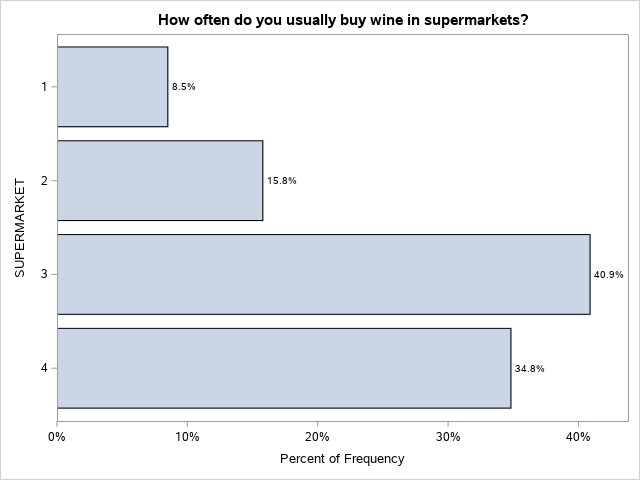 How often do you usually buy wine in supermarkets?
SUPERMARKET
1
8.5%
2
15.8%
3
40.9%
4
34.8%
0% 10% 20% 30% 40%
Percent of Frequency